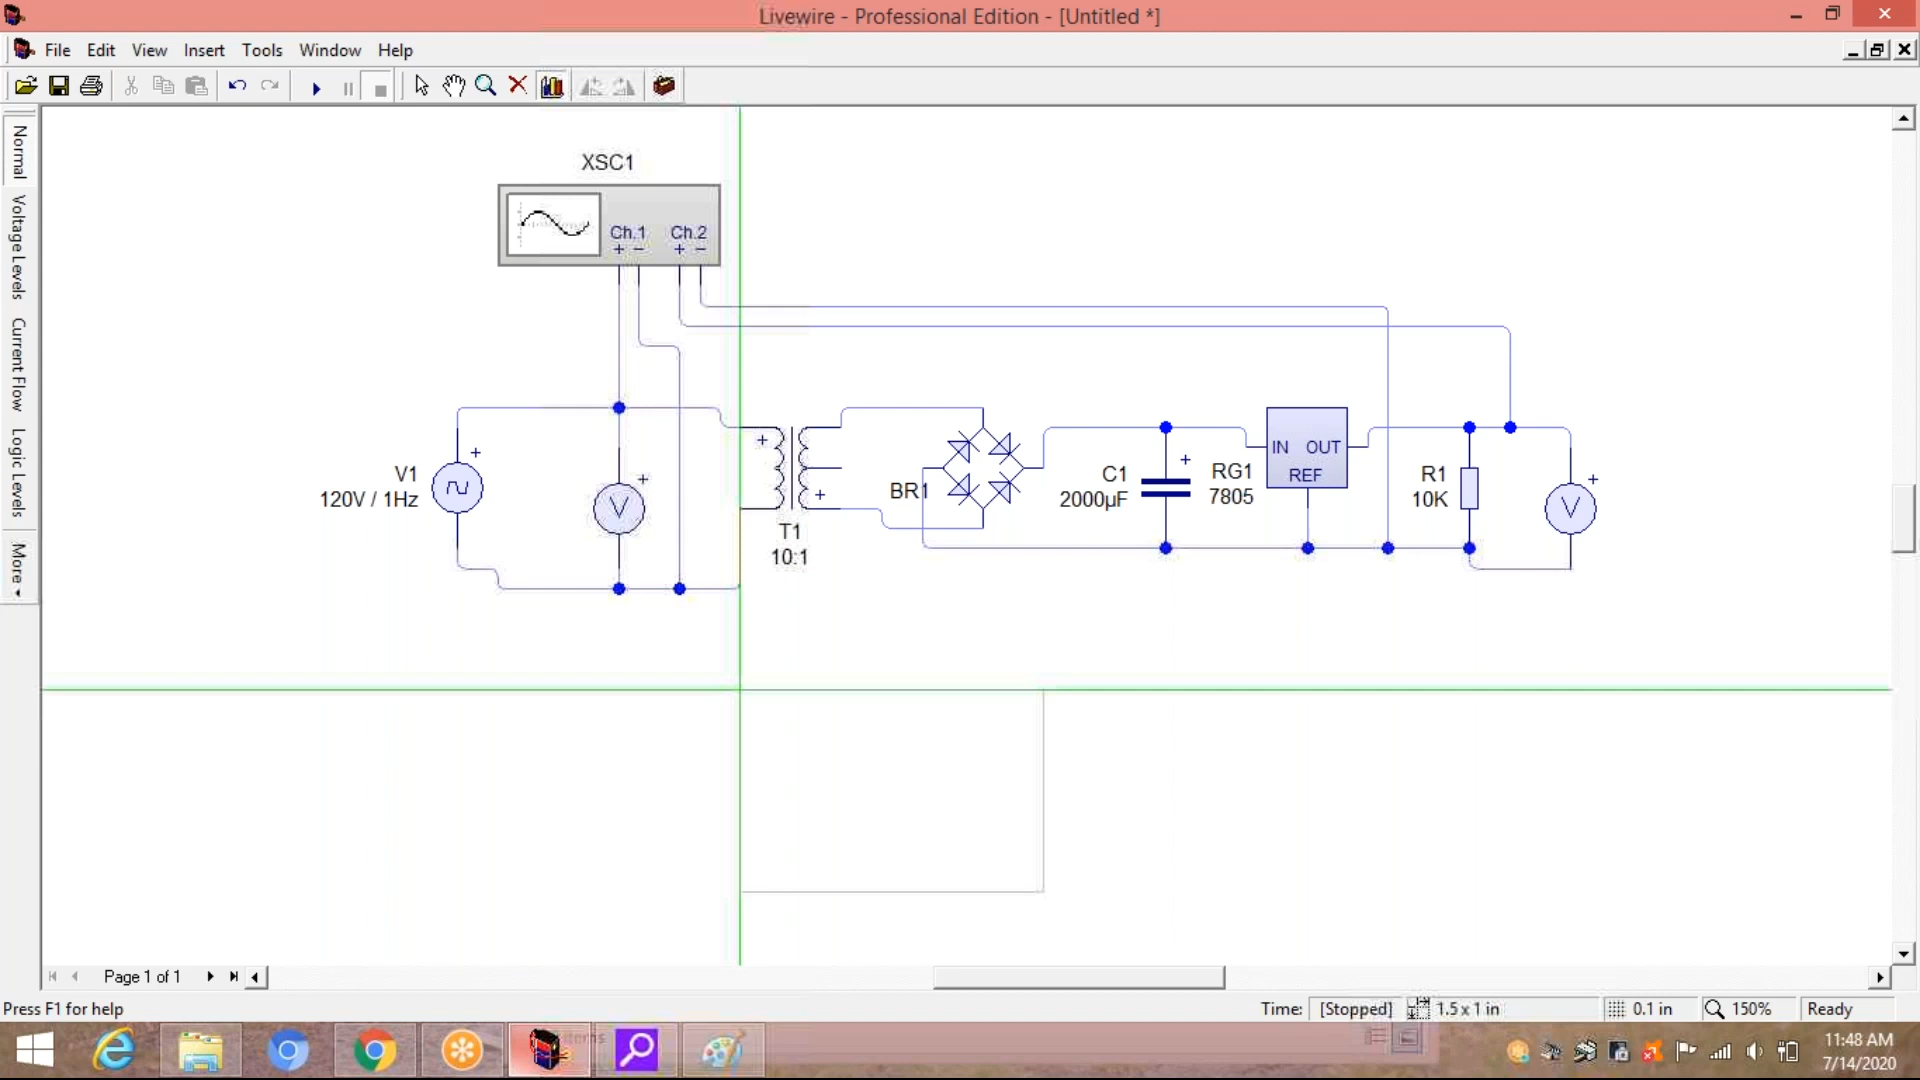 Livewire - Professional Edition - [Untitled *]
File Edit View Insert Tools Window Help
Normal
Voltage Levels
Current Flow
Logic Levels
More
XSC1
Ch.1 Ch.2
+ − + −
V1
120V / 1Hz
+
V
+
+
+
T1
10:1
BR1
C1
2000µF
+
RG1
7805
IN OUT
REF
R1
10K
V
+
Page 1 of 1
Press F1 for help
Time: [Stopped] 1.5 x 1 in 0.1 in 150% Ready
11:48 AM
7/14/2020